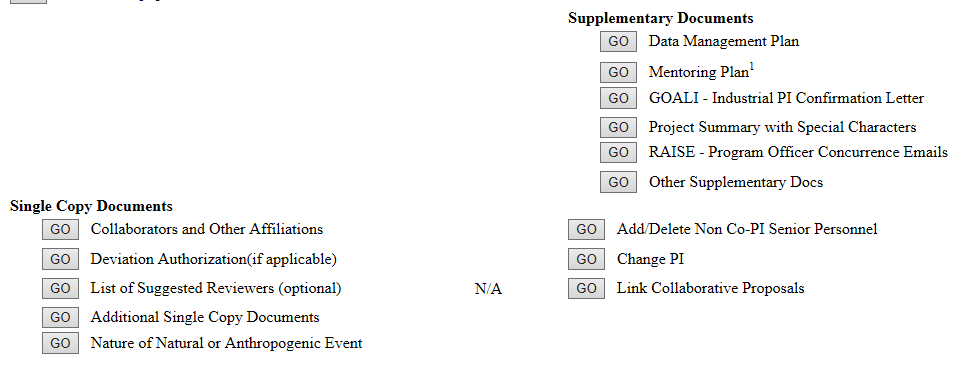 Supplementary Documents
GO Data Management Plan
GO Mentoring Plan1
GO GOALI - Industrial PI Confirmation Letter
GO Project Summary with Special Characters
GO RAISE - Program Officer Concurrence Emails
GO Other Supplementary Docs
Single Copy Documents
GO Collaborators and Other Affiliations
GO Deviation Authorization(if applicable)
GO List of Suggested Reviewers (optional)
GO Additional Single Copy Documents
GO Nature of Natural or Anthropogenic Event
GO Add/Delete Non Co-PI Senior Personnel
GO Change PI
N/A GO Link Collaborative Proposals